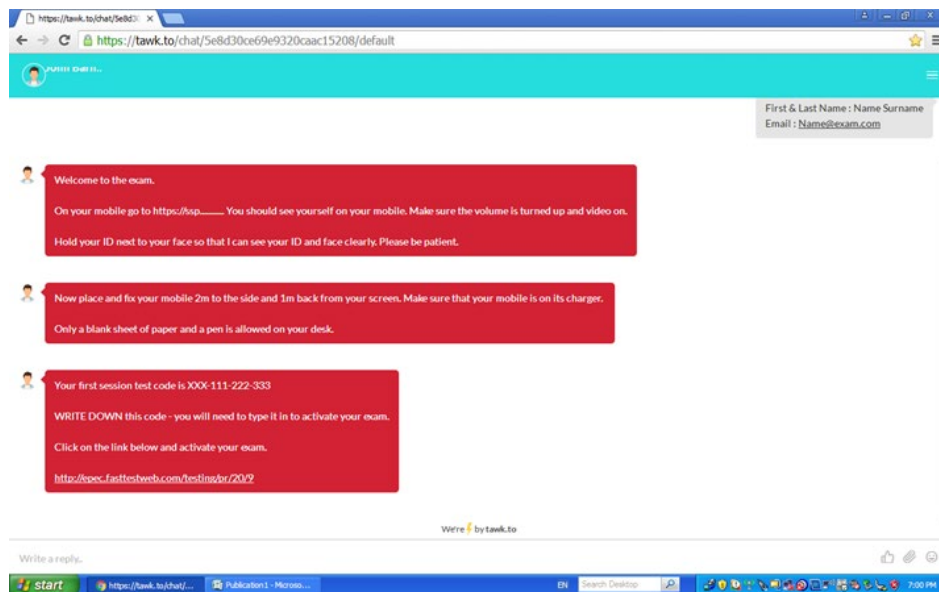 https://tawk.to/chat/5e8d3
https://tawk.to/chat/5e8d30ce69e9320caac15208/default
First & Last Name : Name Surname
Email : Name@exam.com
Welcome to the exam.
On your mobile go to https://ssp......... You should see yourself on your mobile. Make sure the volume is turned up and video on.
Hold your ID next to your face so that I can see your ID and face clearly. Please be patient.
Now place and fix your mobile 2m to the side and 1m back from your screen. Make sure that your mobile is on its charger.
Only a blank sheet of paper and a pen is allowed on your desk.
Your first session test code is XXX-111-222-333
WRITE DOWN this code - you will need to type it in to activate your exam.
Click on the link below and activate your exam.
http://epec.fasttestweb.com/testing/pr/20/9
We're by tawk.to
Write a reply..
start https://tawk.to/chat/... Publication1 - Microso... EN Search Desktop 7:00 PM